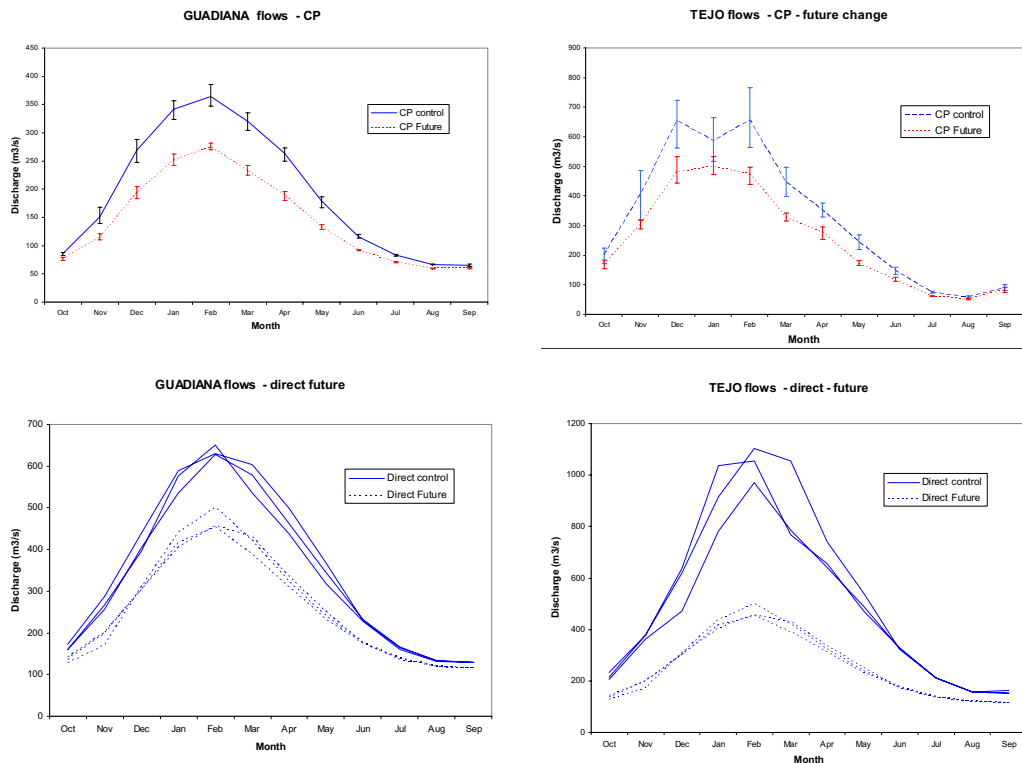 GUADIANA flows - CP
450
400
350
300
250
200
150
100
50
0
Discharge (m3/s)
Oct Nov Dec Jan Feb Mar Apr May Jun Jul Aug Sep
Month
CP control
CP Future
TEJO flows - CP - future change
900
800
700
600
500
400
300
200
100
0
Discharge (m3/s)
Oct Nov Dec Jan Feb Mar Apr May Jun Jul Aug Sep
Month
CP control
CP Future
GUADIANA flows - direct future
700
600
500
400
300
200
100
0
Discharge (m3/s)
Oct Nov Dec Jan Feb Mar Apr May Jun Jul Aug Sep
Month
Direct control
Direct Future
TEJO flows - direct - future
1200
1000
800
600
400
200
0
Discharge (m3/s)
Oct Nov Dec Jan Feb Mar Apr May Jun Jul Aug Sep
Month
Direct control
Direct Future